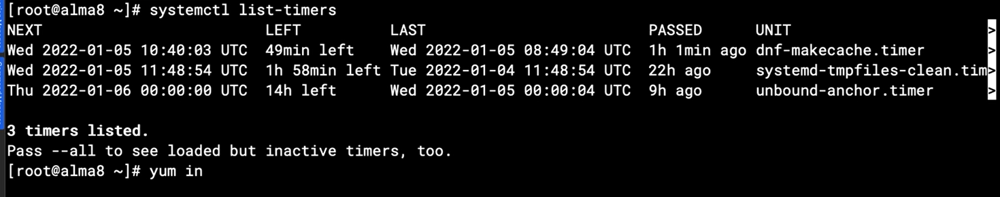 [root@alma8 ~]# systemctl list-timers
NEXT                         LEFT          LAST                         PASSED     UNIT                         >
Wed 2022-01-05 10:40:03 UTC  49min left    Wed 2022-01-05 08:49:04 UTC  1h 1min ago dnf-makecache.timer          >
Wed 2022-01-05 11:48:54 UTC  1h 58min left Tue 2022-01-04 11:48:54 UTC  22h ago    systemd-tmpfiles-clean.tim>
Thu 2022-01-06 00:00:00 UTC  14h left      Wed 2022-01-05 00:00:04 UTC  9h ago     unbound-anchor.timer         >
3 timers listed.
Pass --all to see loaded but inactive timers, too.
[root@alma8 ~]# yum in